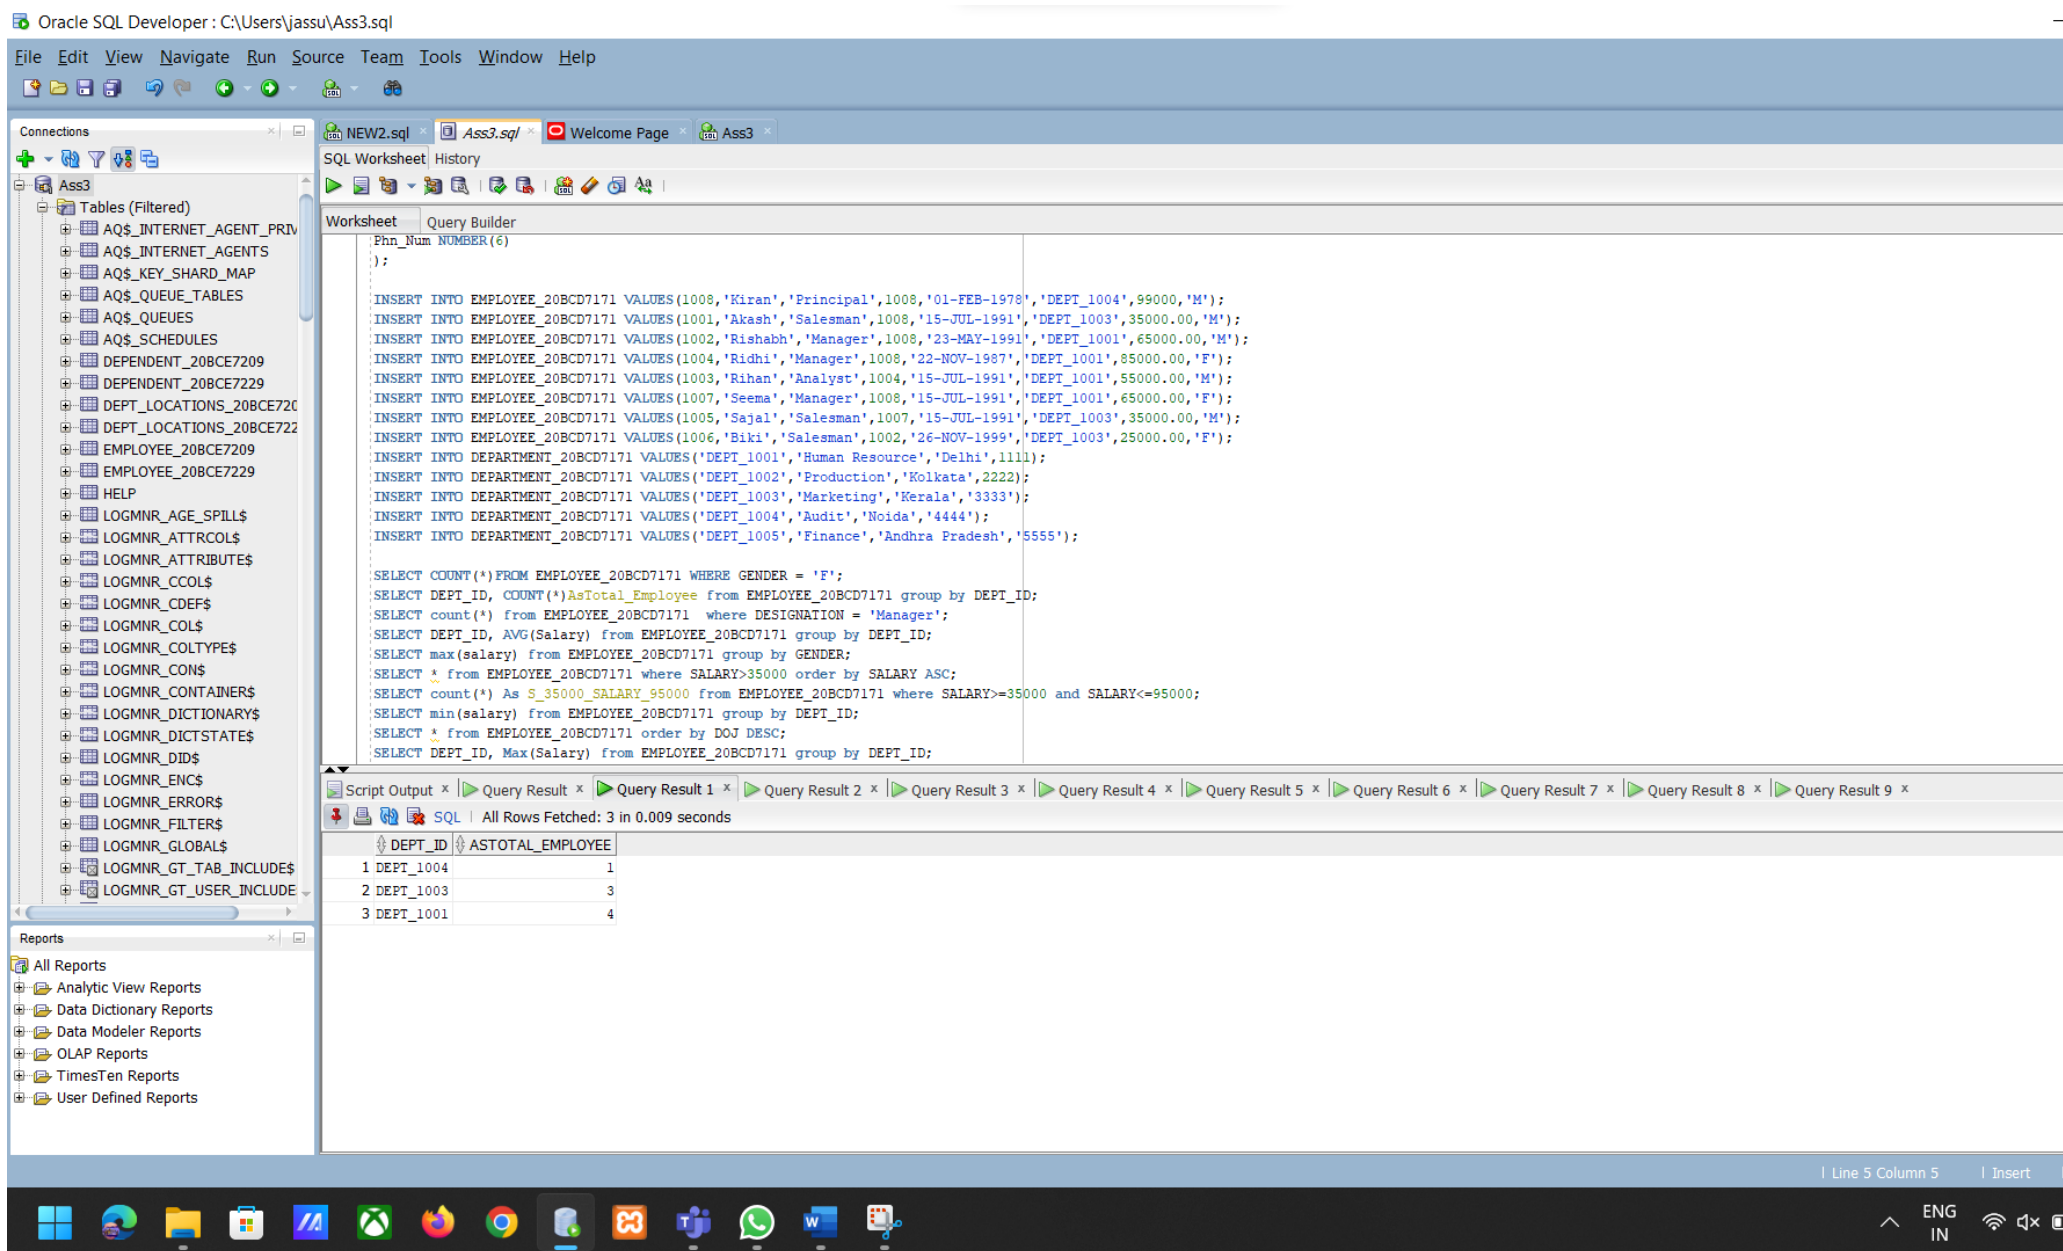 Oracle SQL Developer : C:\Users\jassu\Ass3.sql
File Edit View Navigate Run Source Team Tools Window Help
Connections
Ass3
Tables (Filtered)
AQ$_INTERNET_AGENT_PRIV
AQ$_INTERNET_AGENTS
AQ$_KEY_SHARD_MAP
AQ$_QUEUE_TABLES
AQ$_QUEUES
AQ$_SCHEDULES
DEPENDENT_20BCE7209
DEPENDENT_20BCE7229
DEPT_LOCATIONS_20BCE720
DEPT_LOCATIONS_20BCE722
EMPLOYEE_20BCE7209
EMPLOYEE_20BCE7229
HELP
LOGMNR_AGE_SPILL$
LOGMNR_ATTRCOL$
LOGMNR_ATTRIBUTE$
LOGMNR_CCOL$
LOGMNR_CDEF$
LOGMNR_COL$
LOGMNR_COLTYPE$
LOGMNR_CON$
LOGMNR_CONTAINER$
LOGMNR_DICTIONARY$
LOGMNR_DICTSTATE$
LOGMNR_DID$
LOGMNR_ENC$
LOGMNR_ERROR$
LOGMNR_FILTER$
LOGMNR_GLOBAL$
LOGMNR_GT_TAB_INCLUDE$
LOGMNR_GT_USER_INCLUDE
Reports
All Reports
Analytic View Reports
Data Dictionary Reports
Data Modeler Reports
OLAP Reports
TimesTen Reports
User Defined Reports
NEW2.sql Ass3.sql Welcome Page Ass3
SQL Worksheet History
Worksheet Query Builder
Phn_Num NUMBER(6)
);
INSERT INTO EMPLOYEE_20BCD7171 VALUES(1008,'Kiran','Principal',1008,'01-FEB-1978','DEPT_1004',99000,'M');
INSERT INTO EMPLOYEE_20BCD7171 VALUES(1001,'Akash','Salesman',1008,'15-JUL-1991','DEPT_1003',35000.00,'M');
INSERT INTO EMPLOYEE_20BCD7171 VALUES(1002,'Rishabh','Manager',1008,'23-MAY-1991','DEPT_1001',65000.00,'M');
INSERT INTO EMPLOYEE_20BCD7171 VALUES(1004,'Ridhi','Manager',1008,'22-NOV-1987','DEPT_1001',85000.00,'F');
INSERT INTO EMPLOYEE_20BCD7171 VALUES(1003,'Rihan','Analyst',1004,'15-JUL-1991','DEPT_1001',55000.00,'M');
INSERT INTO EMPLOYEE_20BCD7171 VALUES(1007,'Seema','Manager',1008,'15-JUL-1991','DEPT_1001',65000.00,'F');
INSERT INTO EMPLOYEE_20BCD7171 VALUES(1005,'Sajal','Salesman',1007,'15-JUL-1991','DEPT_1003',35000.00,'M');
INSERT INTO EMPLOYEE_20BCD7171 VALUES(1006,'Biki','Salesman',1002,'26-NOV-1999','DEPT_1003',25000.00,'F');
INSERT INTO DEPARTMENT_20BCD7171 VALUES('DEPT_1001','Human Resource','Delhi',1111);
INSERT INTO DEPARTMENT_20BCD7171 VALUES('DEPT_1002','Production','Kolkata',2222);
INSERT INTO DEPARTMENT_20BCD7171 VALUES('DEPT_1003','Marketing','Kerala','3333');
INSERT INTO DEPARTMENT_20BCD7171 VALUES('DEPT_1004','Audit','Noida','4444');
INSERT INTO DEPARTMENT_20BCD7171 VALUES('DEPT_1005','Finance','Andhra Pradesh','5555');
SELECT COUNT(*)FROM EMPLOYEE_20BCD7171 WHERE GENDER = 'F';
SELECT DEPT_ID, COUNT(*)AsTotal_Employee from EMPLOYEE_20BCD7171 group by DEPT_ID;
SELECT count(*) from EMPLOYEE_20BCD7171  where DESIGNATION = 'Manager';
SELECT DEPT_ID, AVG(Salary) from EMPLOYEE_20BCD7171 group by DEPT_ID;
SELECT max(salary) from EMPLOYEE_20BCD7171 group by GENDER;
SELECT * from EMPLOYEE_20BCD7171 where SALARY>35000 order by SALARY ASC;
SELECT count(*) As S_35000_SALARY_95000 from EMPLOYEE_20BCD7171 where SALARY>=35000 and SALARY<=95000;
SELECT min(salary) from EMPLOYEE_20BCD7171 group by DEPT_ID;
SELECT * from EMPLOYEE_20BCD7171 order by DOJ DESC;
SELECT DEPT_ID, Max(Salary) from EMPLOYEE_20BCD7171 group by DEPT_ID;
Script Output Query Result Query Result 1 Query Result 2 Query Result 3 Query Result 4 Query Result 5 Query Result 6 Query Result 7 Query Result 8 Query Result 9
SQL All Rows Fetched: 3 in 0.009 seconds
DEPT_ID ASTOTAL_EMPLOYEE
1 DEPT_1004 1
2 DEPT_1003 3
3 DEPT_1001 4
Line 5 Column 5 Insert
ENG
IN